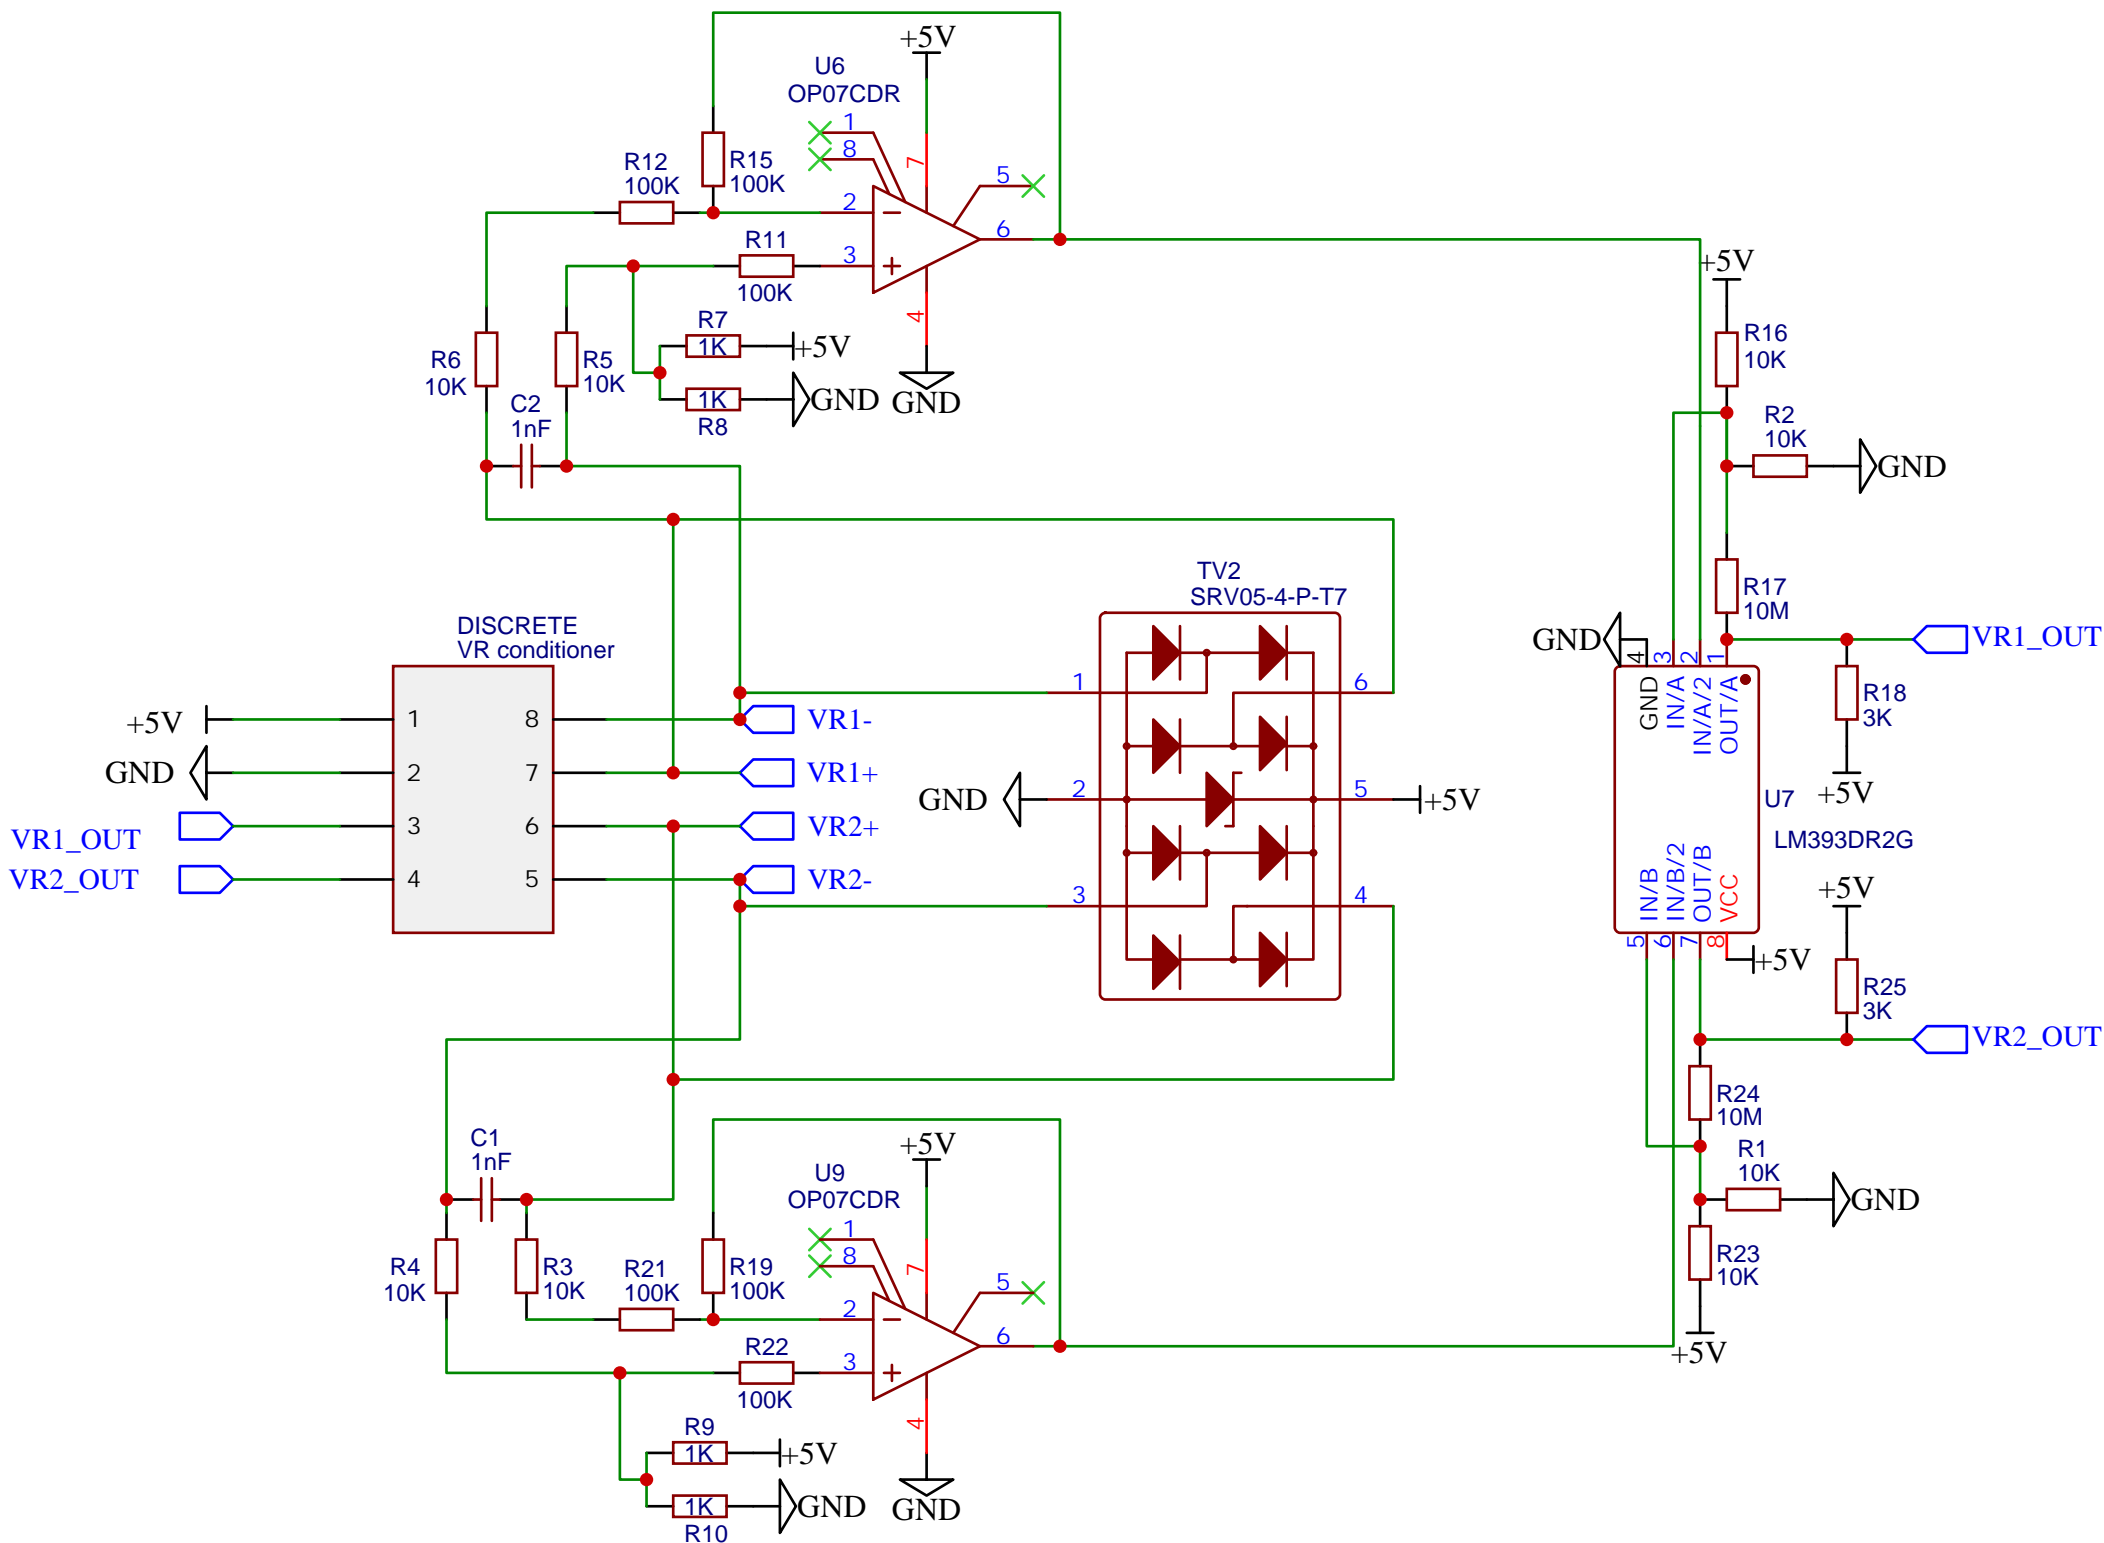 +5V
U6
OP07CDR
1
8
7
5
R12
100K
R15
100K
2
6
R11
100K
3
4
R7
1K
+5V
R8
1K
GND
GND
R6
10K
R5
10K
C2
1nF
+5V
R16
10K
R2
10K
GND
R17
10M
VR1_OUT
R18
3K
+5V
GND
4
3
2
1
GND
IN/A
IN/A/2
OUT/A
U7
LM393DR2G
IN/B
IN/B/2
OUT/B
VCC
5
6
7
8
+5V
+5V
R25
3K
VR2_OUT
R24
10M
R1
10K
GND
R23
10K
+5V
TV2
SRV05-4-P-T7
1
6
GND
2
5
+5V
3
4
DISCRETE
VR conditioner
+5V
1
8
VR1-
GND
2
7
VR1+
VR1_OUT
3
6
VR2+
VR2_OUT
4
5
VR2-
C1
1nF
R4
10K
R3
10K
R21
100K
R19
100K
+5V
U9
OP07CDR
1
8
7
5
2
6
R22
100K
3
4
R9
1K
+5V
1K
R10
GND
GND